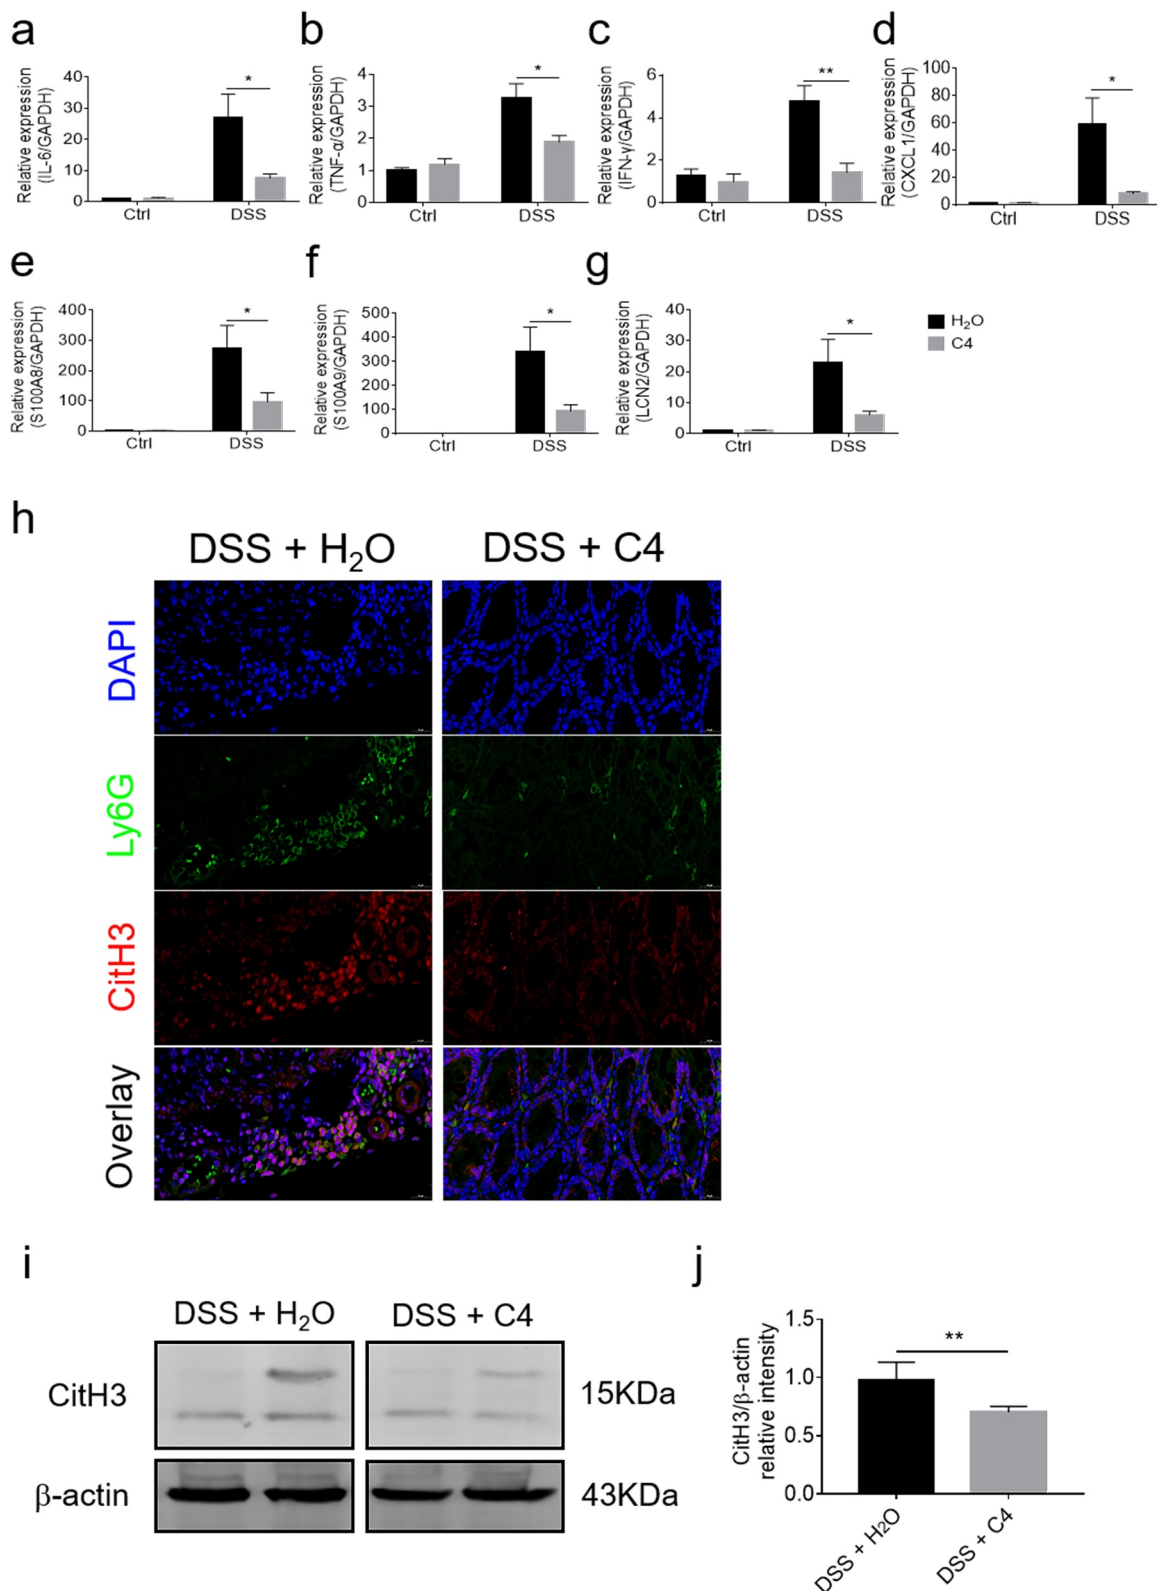 a
Relative expression
(IL-6/GAPDH)
40
30
20
10
0
*
Ctrl
DSS
b
Relative expression
(TNF-α/GAPDH)
4
3
2
1
0
*
Ctrl
DSS
c
Relative expression
(IFN-γ/GAPDH)
6
4
2
0
**
Ctrl
DSS
d
Relative expression
(CXCL1/GAPDH)
100
80
60
40
20
0
*
Ctrl
DSS
e
Relative expression
(S100A8/GAPDH)
400
300
200
100
0
*
Ctrl
DSS
f
Relative expression
(S100A9/GAPDH)
500
400
300
200
100
0
*
Ctrl
DSS
g
Relative expression
(LCN2/GAPDH)
40
30
20
10
0
*
Ctrl
DSS
H₂O
C4
h
DSS + H₂O
DSS + C4
DAPI
Ly6G
CitH3
Overlay
i
DSS + H₂O
DSS + C4
CitH3
15KDa
β-actin
43KDa
j
CitH3/β-actin
relative intensity
1.5
1.0
0.5
0.0
**
DSS + H₂O
DSS + C4